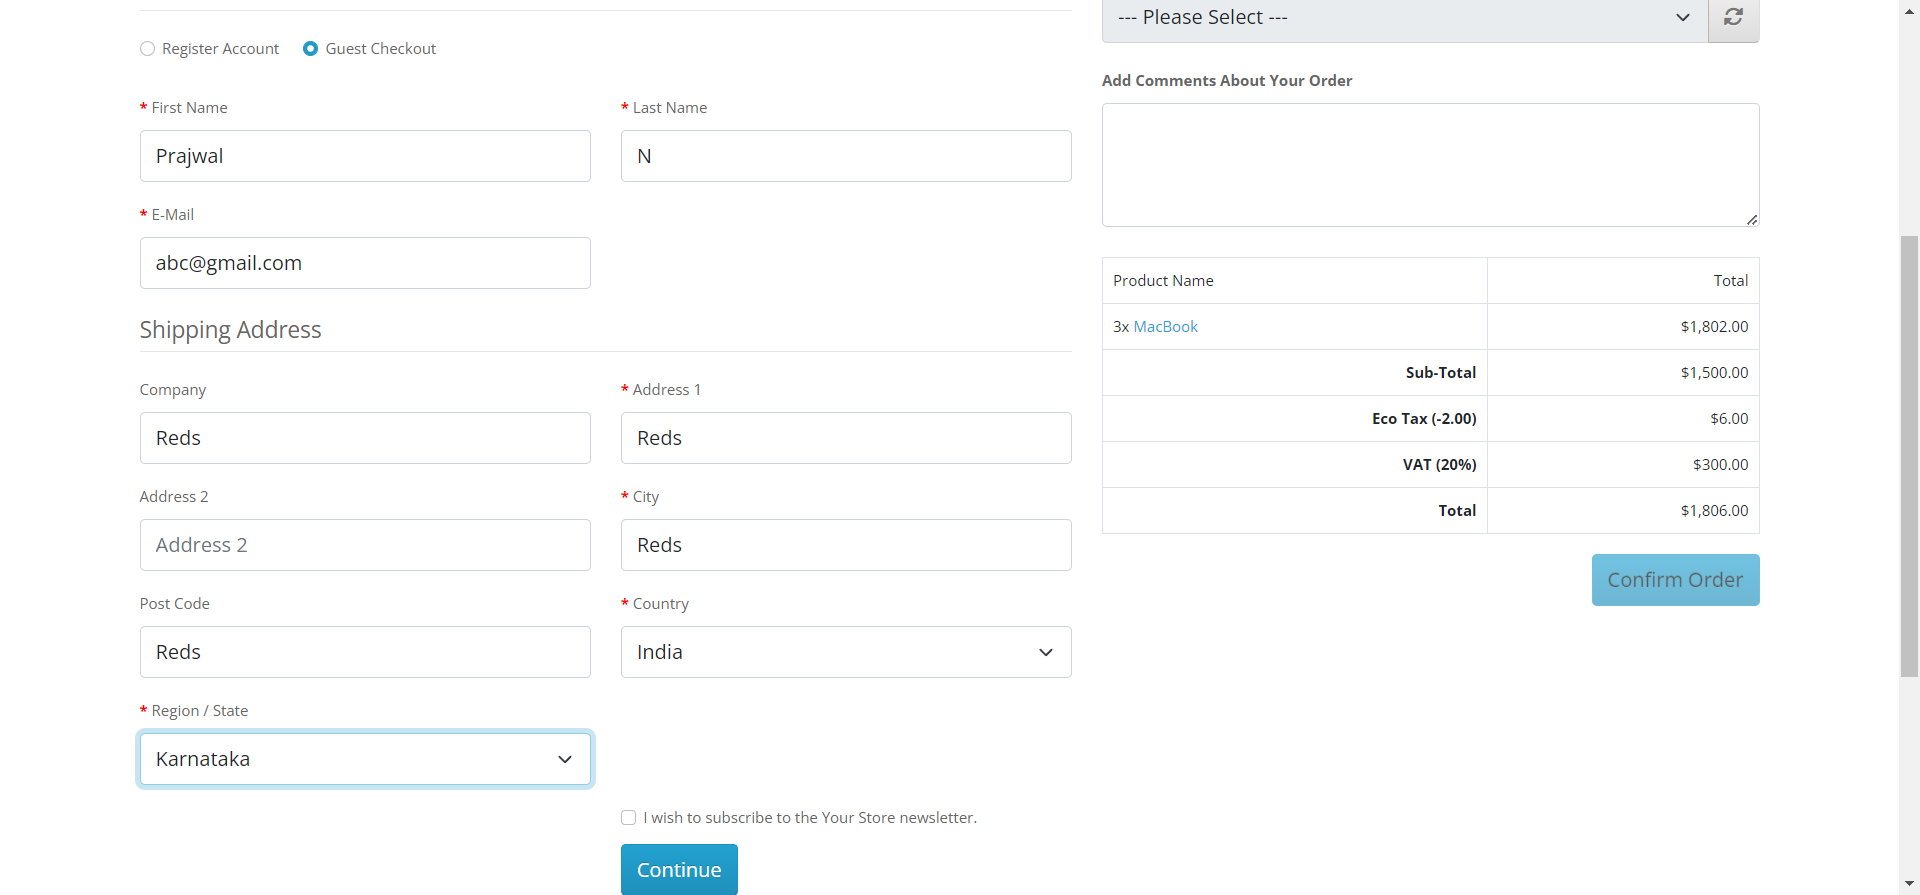 Register Account Guest Checkout
* First Name
Prajwal
* Last Name
N
* E-Mail
abc@gmail.com
Shipping Address
Company
Reds
* Address 1
Reds
Address 2
Address 2
* City
Reds
Post Code
Reds
* Country
India
* Region / State
Karnataka
I wish to subscribe to the Your Store newsletter.
Continue
--- Please Select ---
Add Comments About Your Order
Product Name Total
3x MacBook $1,802.00
Sub-Total $1,500.00
Eco Tax (-2.00) $6.00
VAT (20%) $300.00
Total $1,806.00
Confirm Order